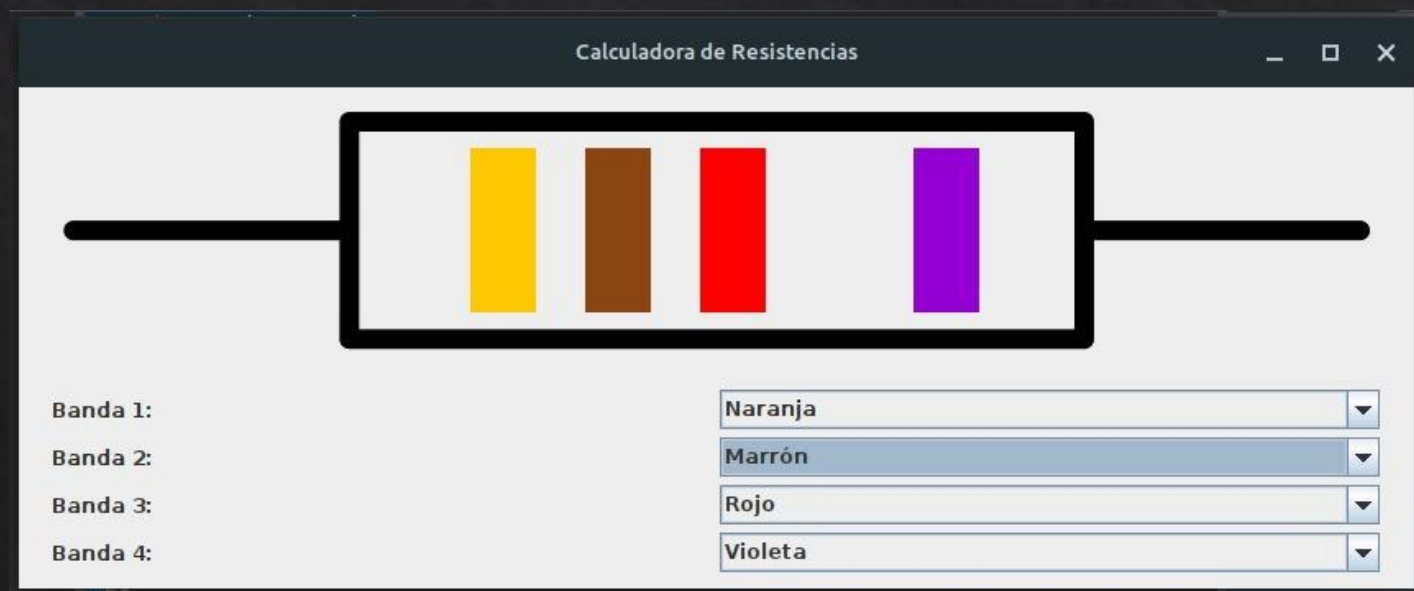 Calculadora de Resistencias
Banda 1: Naranja
Banda 2: Marrón
Banda 3: Rojo
Banda 4: Violeta